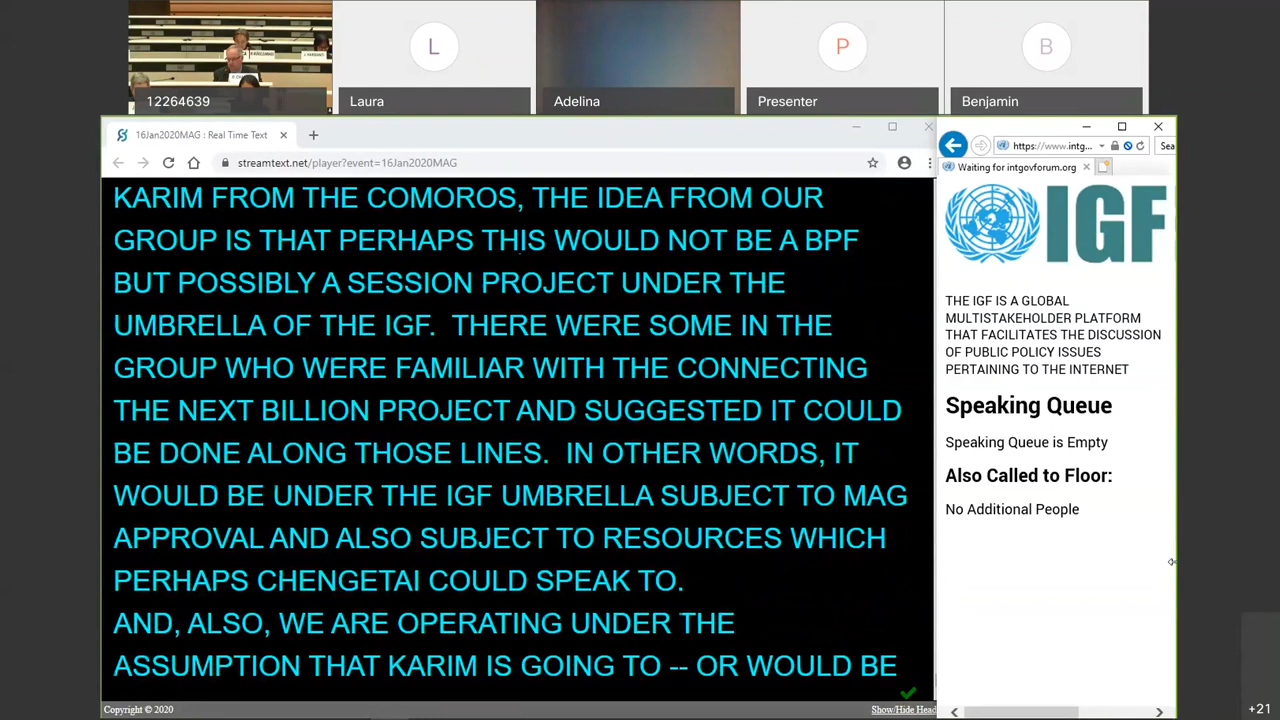 L
P
B
12264639
Laura
Adelina
Presenter
Benjamin
16Jan2020MAG : Real Time Text
streamtext.net/player?event=16Jan2020MAG
KARIM FROM THE COMOROS, THE IDEA FROM OUR
GROUP IS THAT PERHAPS THIS WOULD NOT BE A BPF
BUT POSSIBLY A SESSION PROJECT UNDER THE
UMBRELLA OF THE IGF. THERE WERE SOME IN THE
GROUP WHO WERE FAMILIAR WITH THE CONNECTING
THE NEXT BILLION PROJECT AND SUGGESTED IT COULD
BE DONE ALONG THOSE LINES. IN OTHER WORDS, IT
WOULD BE UNDER THE IGF UMBRELLA SUBJECT TO MAG
APPROVAL AND ALSO SUBJECT TO RESOURCES WHICH
PERHAPS CHENGETAI COULD SPEAK TO.
AND, ALSO, WE ARE OPERATING UNDER THE
ASSUMPTION THAT KARIM IS GOING TO -- OR WOULD BE
Copyright © 2020
Show/Hide Head
https://www.intg...
Sea
Waiting for intgovforum.org
IGF
THE IGF IS A GLOBAL
MULTISTAKEHOLDER PLATFORM
THAT FACILITATES THE DISCUSSION
OF PUBLIC POLICY ISSUES
PERTAINING TO THE INTERNET
Speaking Queue
Speaking Queue is Empty
Also Called to Floor:
No Additional People
+21